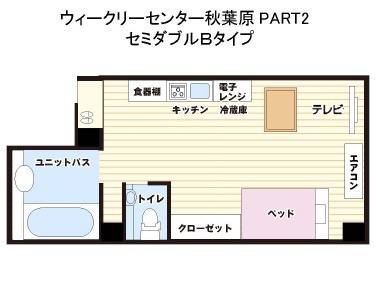 ウィークリーセンター秋葉原 PART2
セミダブルBタイプ
食器棚
電子
レンジ
キッチン
冷蔵庫
テレビ
ユニットバス
エアコン
トイレ
ベッド
クローゼット